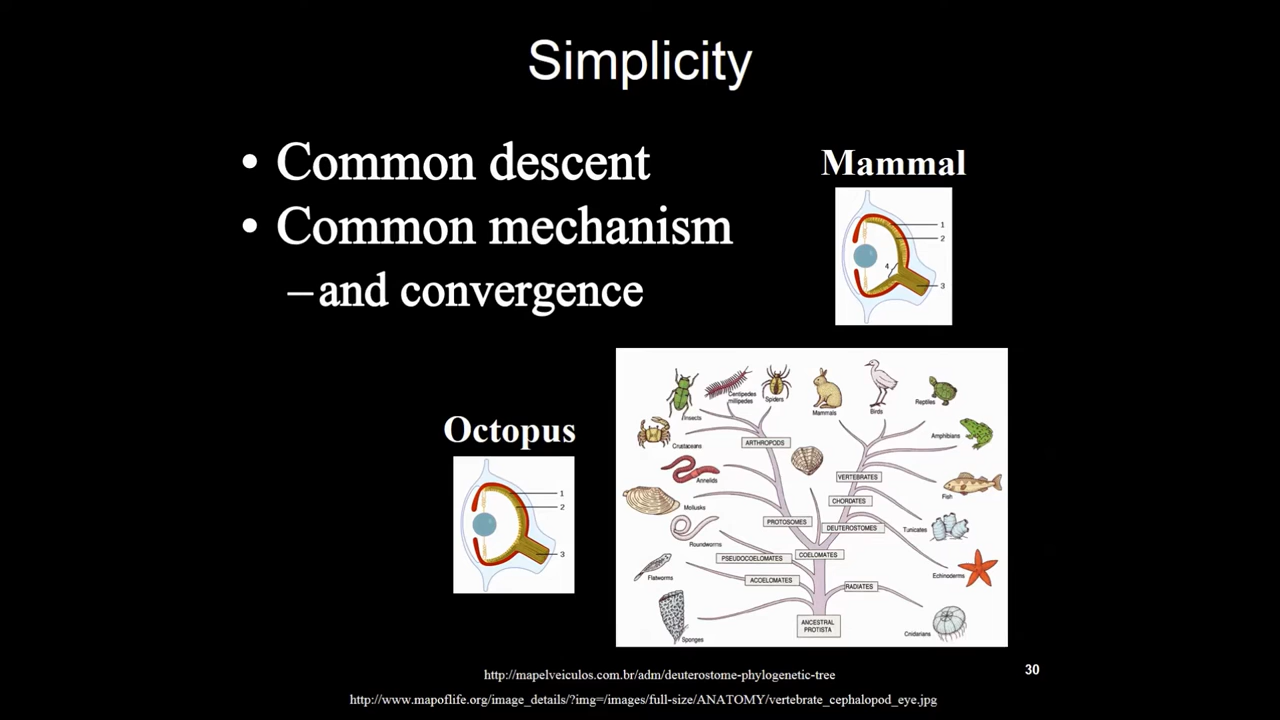 Simplicity
• Common descent
• Common mechanism
–and convergence
Mammal
1
2
4
3
Octopus
1
2
3
Insects
Centipedes
millipedes
Spiders
Mammals
Birds
Reptiles
Crustaceans
ARTHROPODS
Amphibians
Annelids
VERTEBRATES
Fish
Mollusks
CHORDATES
PROTOSOMES
DEUTEROSTOMES
Tunicates
Roundworms
PSEUDOCOELOMATES
COELOMATES
Flatworms
ACOELOMATES
RADIATES
Echinoderms
ANCESTRAL
PROTISTA
Sponges
Cnidarians
http://mapelveiculos.com.br/adm/deuterostome-phylogenetic-tree
30
http://www.mapoflife.org/image_details/?img=/images/full-size/ANATOMY/vertebrate_cephalopod_eye.jpg